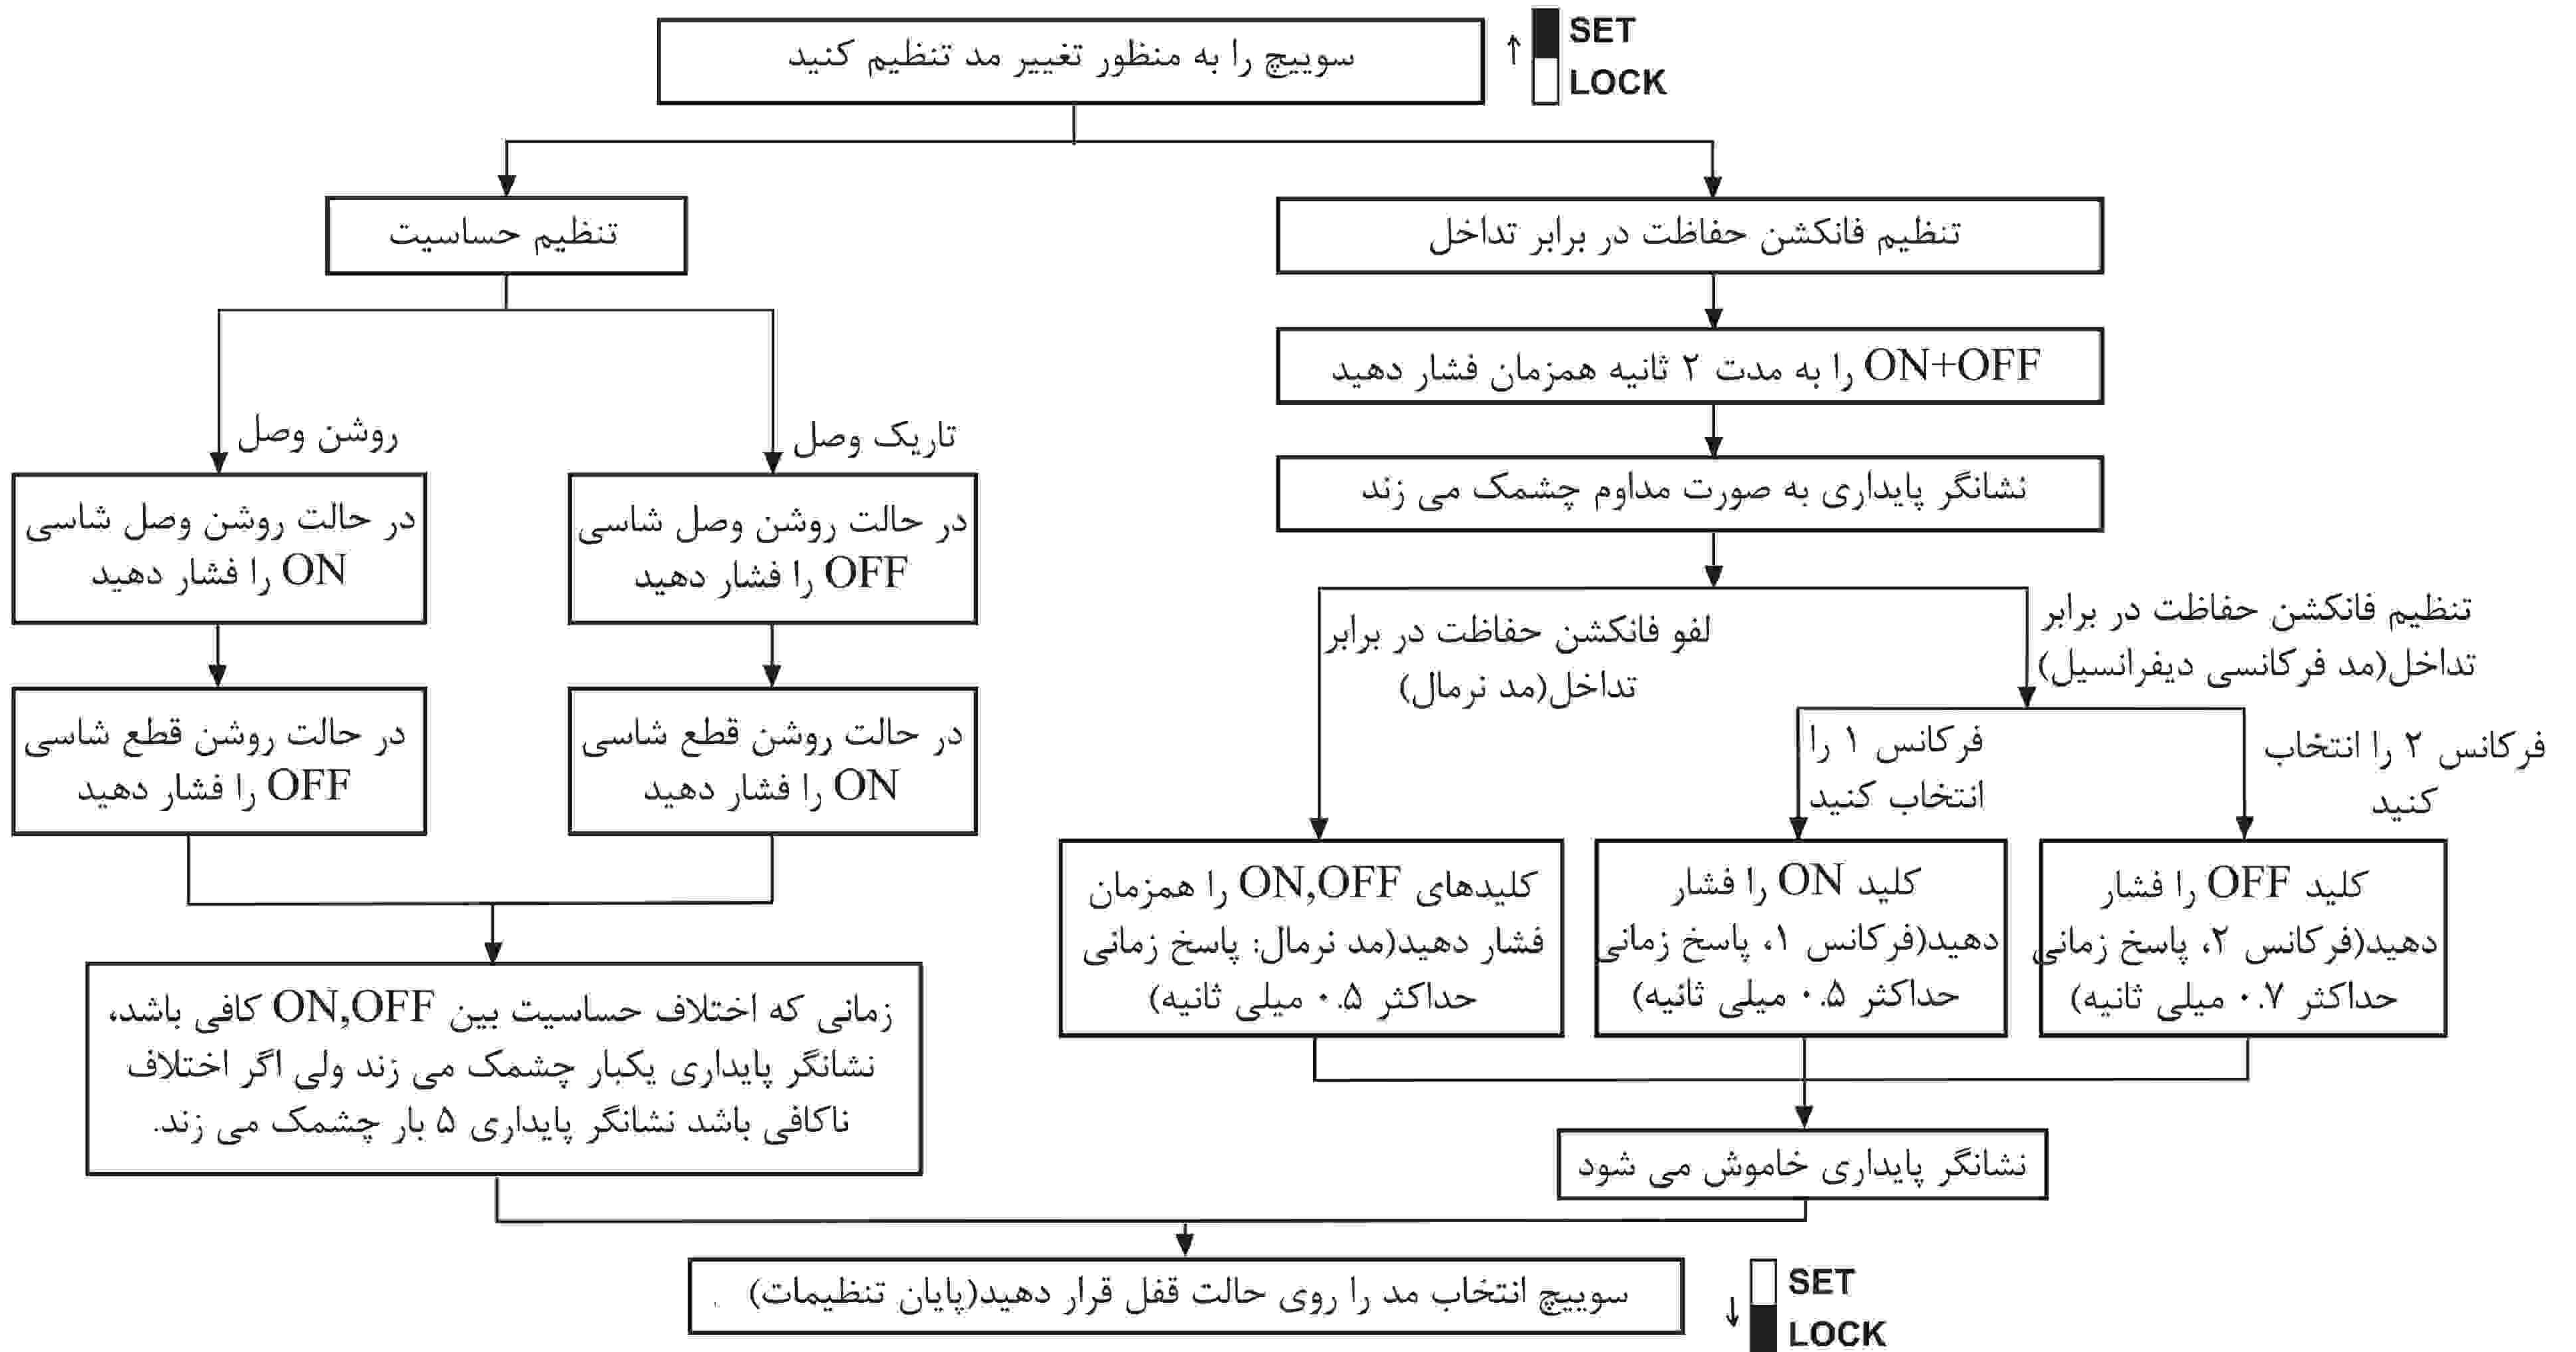 سوییچ را به منظور تغییر مد تنظیم کنید
SET
LOCK
تنظیم فانکشن حفاظت در برابر تداخل
ON+OFF را به مدت ۲ ثانیه همزمان فشار دهید
نشانگر پایداری به صورت مداوم چشمک می زند
تنظیم فانکشن حفاظت در برابر
تداخل(مد فرکانسی دیفرانسیل)
لفو فانکشن حفاظت در برابر
تداخل(مد نرمال)
فرکانس ۲ را انتخاب
کنید
فرکانس ۱ را
انتخاب کنید
کلید OFF را فشار
دهید(فرکانس ۲، پاسخ زمانی
حداکثر ۰.۷ میلی ثانیه)
کلید ON را فشار
دهید(فرکانس ۱، پاسخ زمانی
حداکثر ۰.۵ میلی ثانیه)
کلیدهای ON,OFF را همزمان
فشار دهید(مد نرمال: پاسخ زمانی
حداکثر ۰.۵ میلی ثانیه)
نشانگر پایداری خاموش می شود
تنظیم حساسیت
تاریک وصل
در حالت روشن وصل شاسی
OFF را فشار دهید
در حالت روشن قطع شاسی
ON را فشار دهید
روشن وصل
در حالت روشن وصل شاسی
ON را فشار دهید
در حالت روشن قطع شاسی
OFF را فشار دهید
زمانی که اختلاف حساسیت بین ON,OFF کافی باشد،
نشانگر پایداری یکبار چشمک می زند ولی اگر اختلاف
ناکافی باشد نشانگر پایداری ۵ بار چشمک می زند.
سوییچ انتخاب مد را روی حالت قفل قرار دهید(پایان تنظیمات)
SET
LOCK